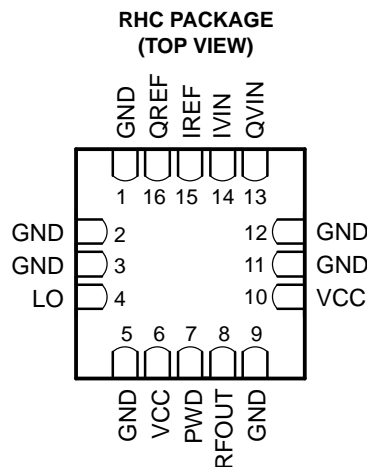 RHC PACKAGE
(TOP VIEW)
GND QREF IREF IVIN QVIN
1 16 15 14 13
GND 2 12 GND
GND 3 11 GND
LO 4 10 VCC
5 6 7 8 9
GND VCC PWD RFOUT GND